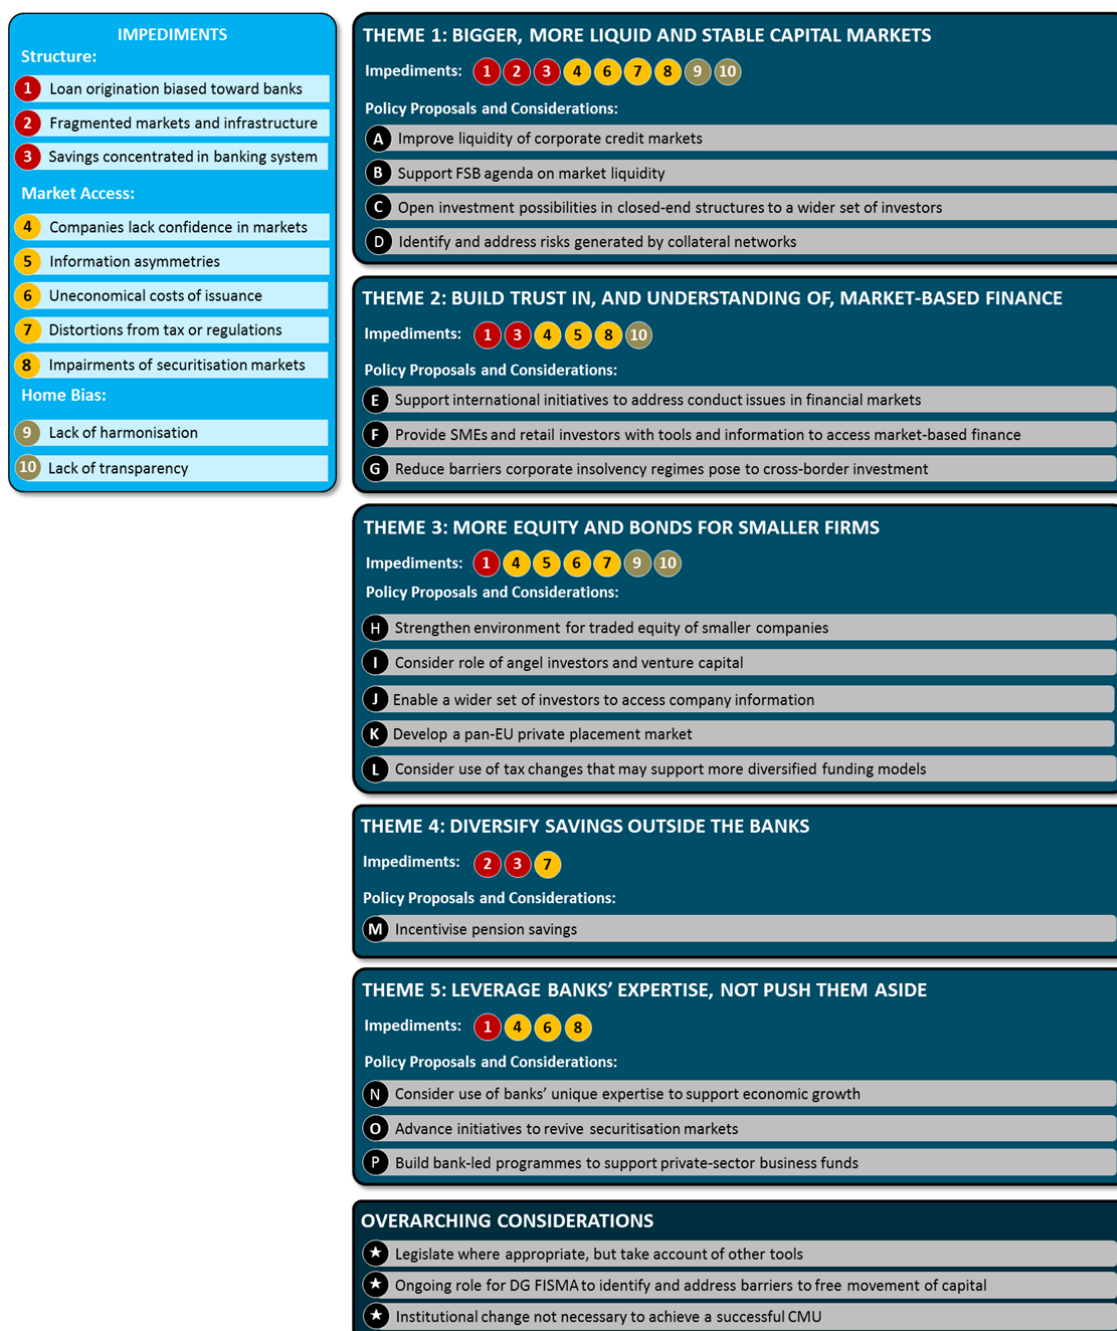 IMPEDIMENTS
Structure:
1 Loan origination biased toward banks
2 Fragmented markets and infrastructure
3 Savings concentrated in banking system
Market Access:
4 Companies lack confidence in markets
5 Information asymmetries
6 Uneconomical costs of issuance
7 Distortions from tax or regulations
8 Impairments of securitisation markets
Home Bias:
9 Lack of harmonisation
10 Lack of transparency
THEME 1: BIGGER, MORE LIQUID AND STABLE CAPITAL MARKETS
Impediments: 1 2 3 4 6 7 8 9 10
Policy Proposals and Considerations:
A Improve liquidity of corporate credit markets
B Support FSB agenda on market liquidity
C Open investment possibilities in closed-end structures to a wider set of investors
D Identify and address risks generated by collateral networks
THEME 2: BUILD TRUST IN, AND UNDERSTANDING OF, MARKET-BASED FINANCE
Impediments: 1 3 4 5 8 10
Policy Proposals and Considerations:
E Support international initiatives to address conduct issues in financial markets
F Provide SMEs and retail investors with tools and information to access market-based finance
G Reduce barriers corporate insolvency regimes pose to cross-border investment
THEME 3: MORE EQUITY AND BONDS FOR SMALLER FIRMS
Impediments: 1 4 5 6 7 9 10
Policy Proposals and Considerations:
H Strengthen environment for traded equity of smaller companies
I Consider role of angel investors and venture capital
J Enable a wider set of investors to access company information
K Develop a pan-EU private placement market
L Consider use of tax changes that may support more diversified funding models
THEME 4: DIVERSIFY SAVINGS OUTSIDE THE BANKS
Impediments: 2 3 7
Policy Proposals and Considerations:
M Incentivise pension savings
THEME 5: LEVERAGE BANKS' EXPERTISE, NOT PUSH THEM ASIDE
Impediments: 1 4 6 8
Policy Proposals and Considerations:
N Consider use of banks' unique expertise to support economic growth
O Advance initiatives to revive securitisation markets
P Build bank-led programmes to support private-sector business funds
OVERARCHING CONSIDERATIONS
★ Legislate where appropriate, but take account of other tools
★ Ongoing role for DG FISMA to identify and address barriers to free movement of capital
★ Institutional change not necessary to achieve a successful CMU